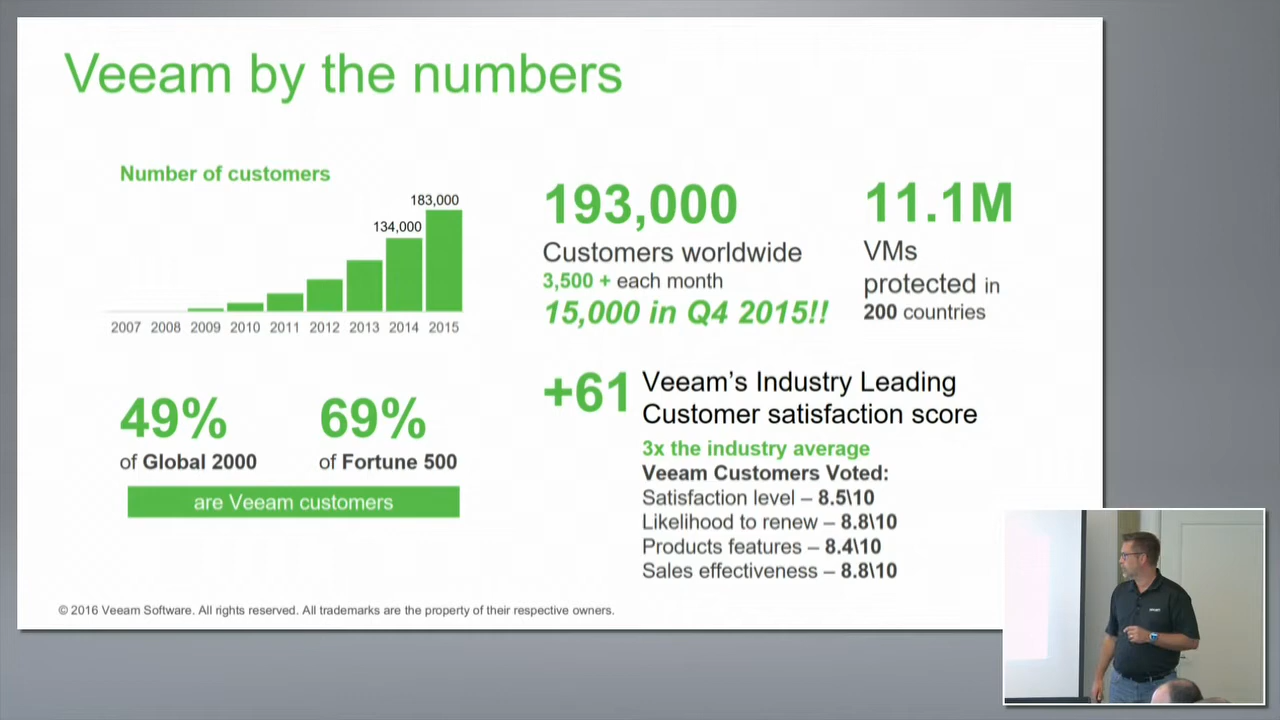 Veeam by the numbers
Number of customers
183,000
134,000
2007 2008 2009 2010 2011 2012 2013 2014 2015
193,000
Customers worldwide
3,500 + each month
15,000 in Q4 2015!!
11.1M
VMs
protected in
200 countries
49%
of Global 2000
69%
of Fortune 500
are Veeam customers
+61
Veeam's Industry Leading
Customer satisfaction score
3x the industry average
Veeam Customers Voted:
Satisfaction level – 8.5\10
Likelihood to renew – 8.8\10
Products features – 8.4\10
Sales effectiveness – 8.8\10
© 2016 Veeam Software. All rights reserved. All trademarks are the property of their respective owners.